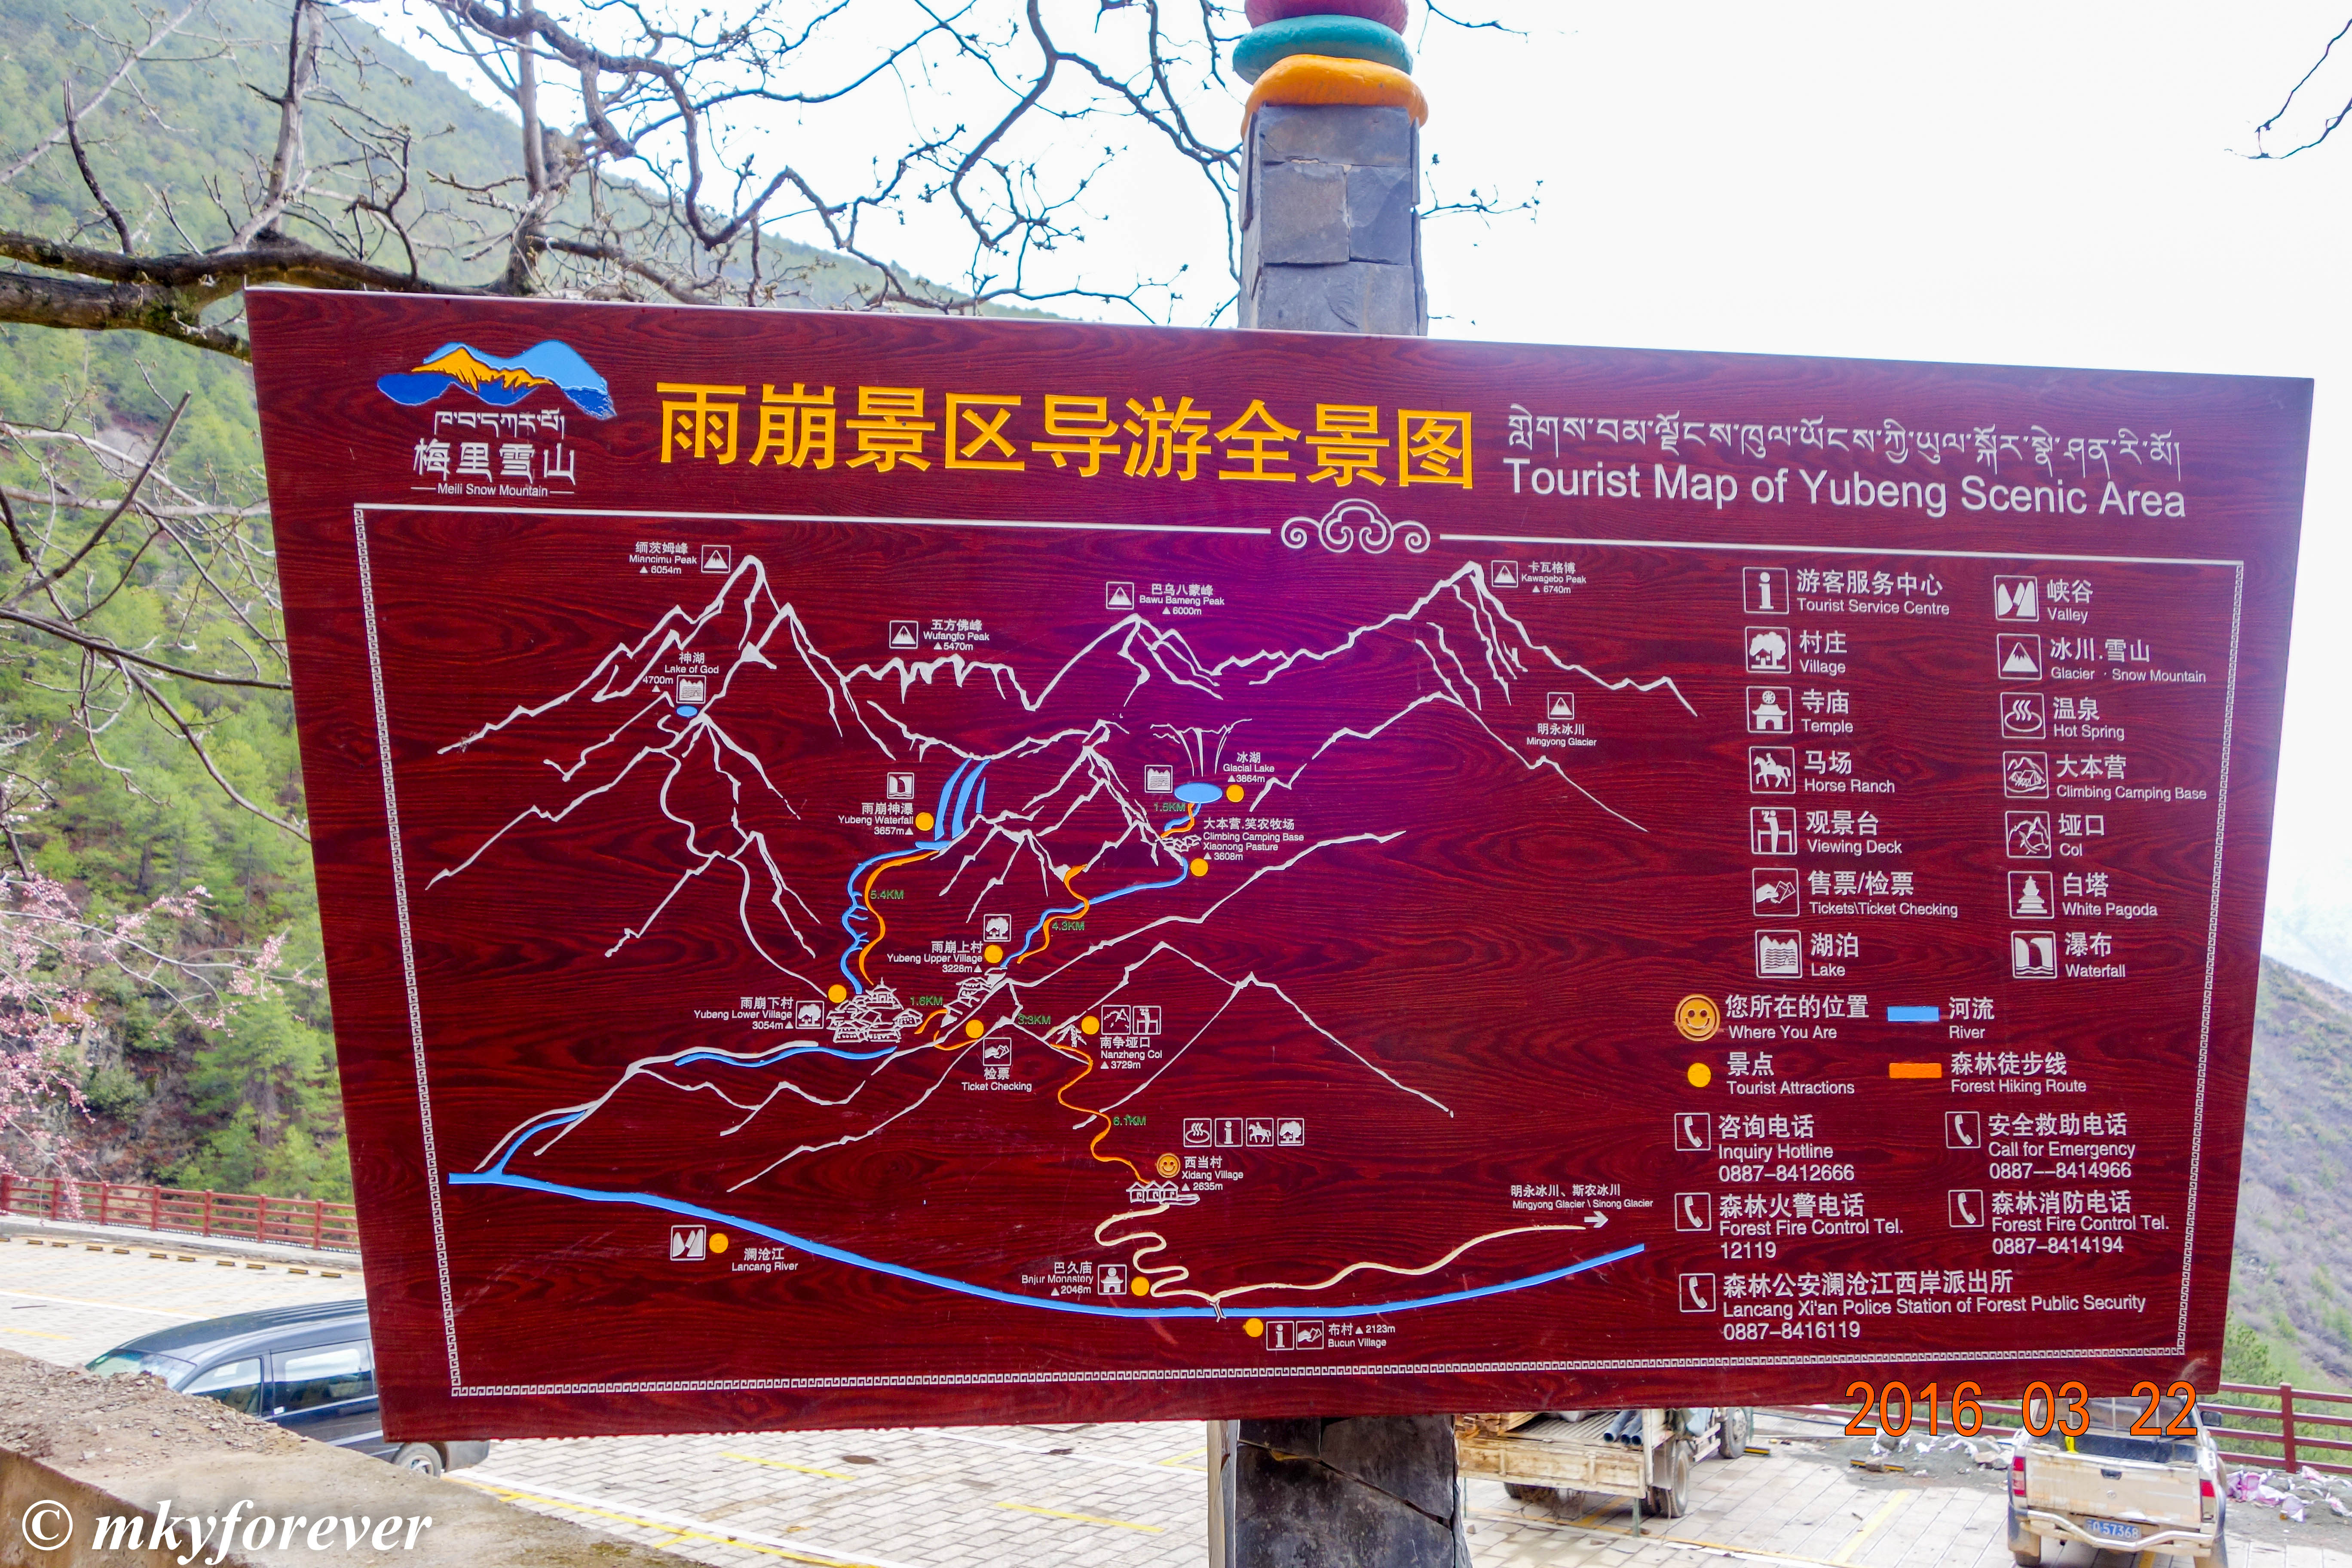 ཁ་བ་དཀར་པོ།
梅里雪山
Meili Snow Mountain
雨崩景区导游全景图
Tourist Map of Yubeng Scenic Area
缅茨姆峰
Miancimu Peak
▲ 6054m
五方佛峰
Wufangfo Peak
▲5470m
巴乌八蒙峰
Bawu Bameng Peak
▲ 6000m
卡瓦格博
Kawagebo Peak
▲ 6740m
神湖
Lake of God
4700m
▲
明永冰川
Mingyong Glacier
冰湖
Glacial Lake
▲3864m
1.5KM
雨崩神瀑
Yubeng Waterfall
3657m▲
大本营.笑农牧场
Climbing Camping Base
Xiaonong Pasture
▲ 3608m
5.4KM
4.3KM
雨崩上村
Yubeng Upper Village
3228m▲
雨崩下村
Yubeng Lower Village
3054m▲
1.6KM
3.3KM
南争垭口
Nanzheng Col
▲ 3729m
检票
Ticket Checking
6.1KM
西当村
Xidang Village
▲ 2635m
明永冰川、斯农冰川
Mingyong Glacier \ Sinong Glacier
澜沧江
Lancang River
巴久庙
Bajur Monastery
▲2046m
布村▲ 2123m
Bucun Village
游客服务中心
Tourist Service Centre
峡谷
Valley
村庄
Village
冰川.雪山
Glacier · Snow Mountain
寺庙
Temple
温泉
Hot Spring
马场
Horse Ranch
大本营
Climbing Camping Base
观景台
Viewing Deck
垭口
Col
售票/检票
Tickets\Ticket Checking
白塔
White Pagoda
湖泊
Lake
瀑布
Waterfall
您所在的位置
Where You Are
河流
River
景点
Tourist Attractions
森林徒步线
Forest Hiking Route
咨询电话
Inquiry Hotline
0887-8412666
安全救助电话
Call for Emergency
0887--8414966
森林火警电话
Forest Fire Control Tel.
12119
森林消防电话
Forest Fire Control Tel.
0887-8414194
森林公安澜沧江西岸派出所
Lancang Xi'an Police Station of Forest Public Security
0887-8416119
2016 03 22
© mkyforever